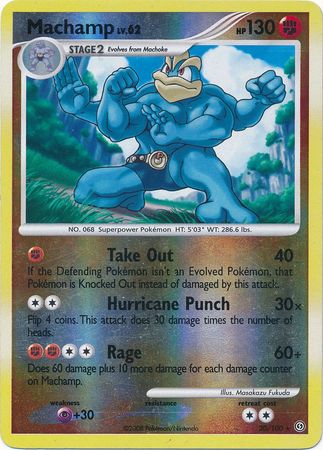 Machamp LV.62
HP 130
STAGE2 Evolves from Machoke
NO. 068 Superpower Pokémon HT: 5'03" WT: 286.6 lbs.
Take Out 40
If the Defending Pokémon isn't an Evolved Pokémon, that
Pokémon is Knocked Out instead of damaged by this attack.
Hurricane Punch 30×
Flip 4 coins. This attack does 30 damage times the number of
heads.
Rage 60+
Does 60 damage plus 10 more damage for each damage counter
on Machamp.
Illus. Masakazu Fukuda
weakness resistance retreat cost
+30
©2008 Pokémon/Nintendo 20/100 ★